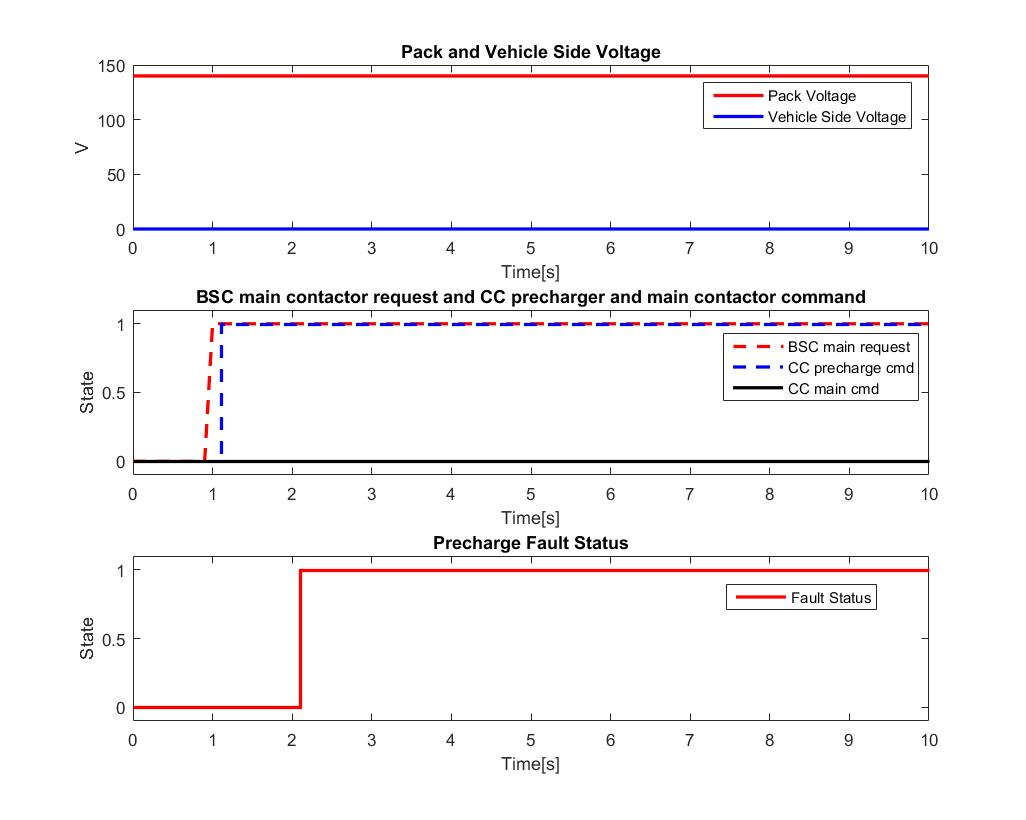 Pack and Vehicle Side Voltage
150
100
50
0
V
Pack Voltage
Vehicle Side Voltage
0 1 2 3 4 5 6 7 8 9 10
Time[s]
BSC main contactor request and CC precharger and main contactor command
1
0.5
0
State
BSC main request
CC precharge cmd
CC main cmd
0 1 2 3 4 5 6 7 8 9 10
Time[s]
Precharge Fault Status
1
0.5
0
State
Fault Status
0 1 2 3 4 5 6 7 8 9 10
Time[s]